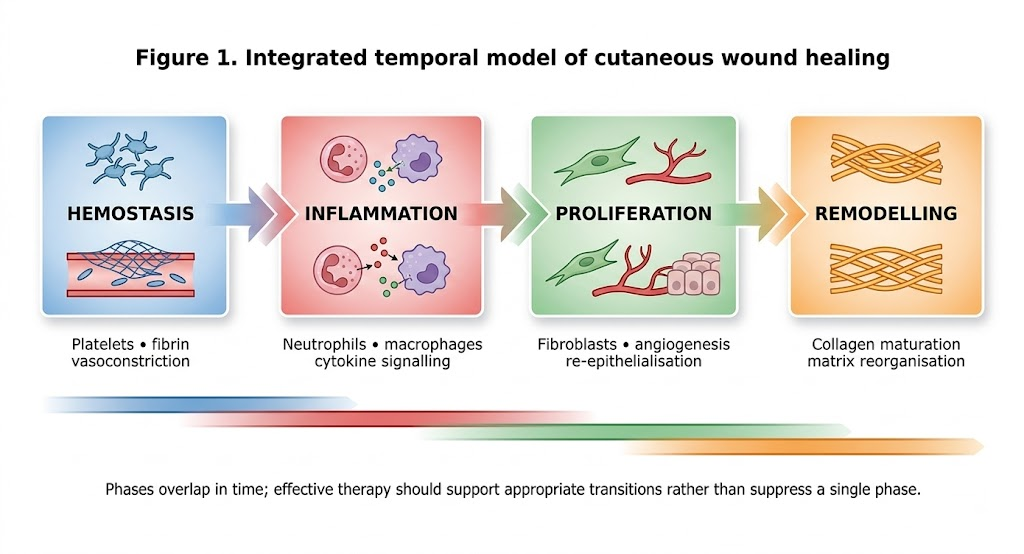 Figure 1. Integrated temporal model of cutaneous wound healing
HEMOSTASIS
INFLAMMATION
PROLIFERATION
REMODELLING
Platelets • fibrin
vasoconstriction
Neutrophils • macrophages
cytokine signalling
Fibroblasts • angiogenesis
re-epithelialisation
Collagen maturation
matrix reorganisation
Phases overlap in time; effective therapy should support appropriate transitions rather than suppress a single phase.